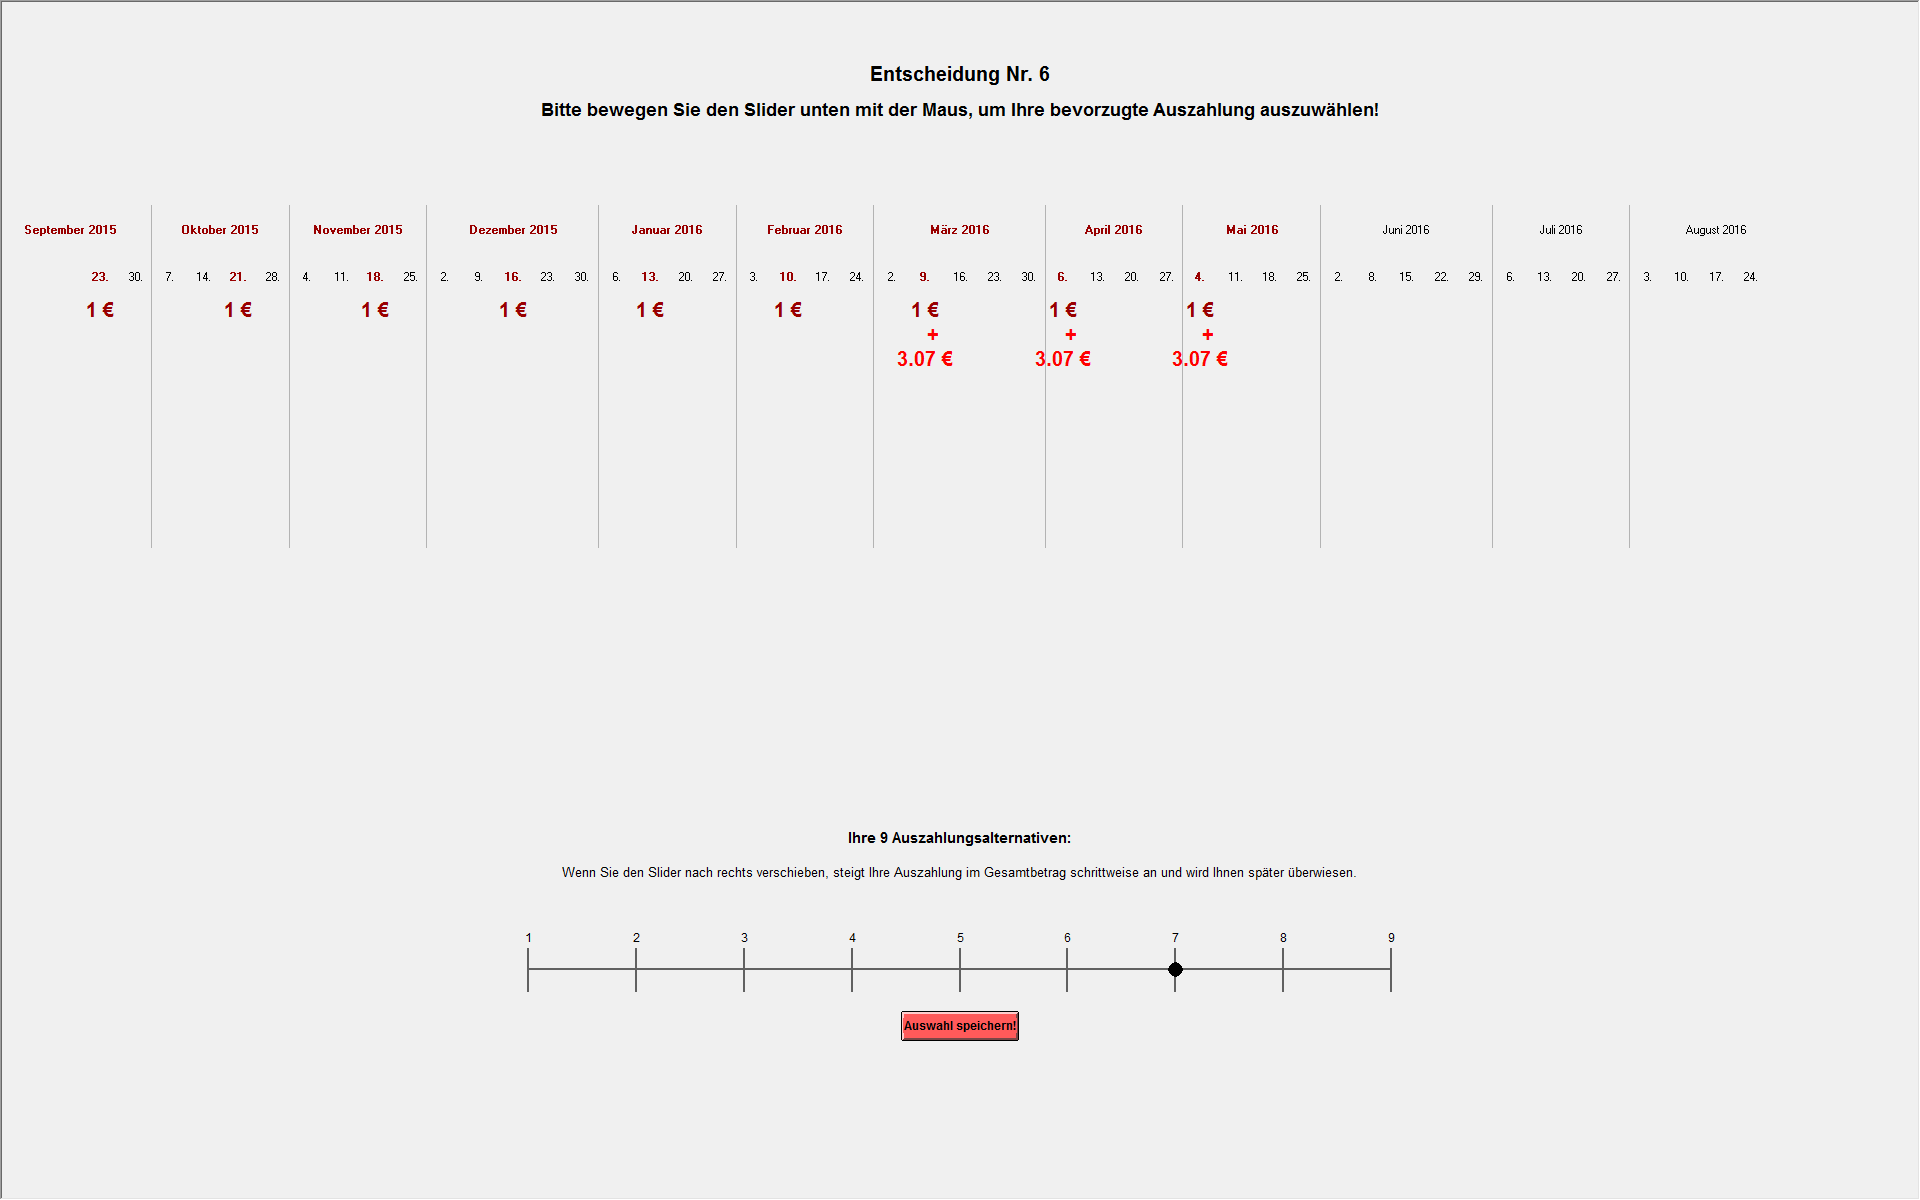 Entscheidung Nr. 6
Bitte bewegen Sie den Slider unten mit der Maus, um Ihre bevorzugte Auszahlung auszuwählen!
September 2015 Oktober 2015 November 2015 Dezember 2015 Januar 2016 Februar 2016 März 2016 April 2016 Mai 2016 Juni 2016 Juli 2016 August 2016
23. 30. 7. 14. 21. 28. 4. 11. 18. 25. 2. 9. 16. 23. 30. 6. 13. 20. 27. 3. 10. 17. 24. 2. 9. 16. 23. 30. 6. 13. 20. 27. 4. 11. 18. 25. 2. 8. 15. 22. 29. 6. 13. 20. 27. 3. 10. 17. 24.
1 € 1 € 1 € 1 € 1 € 1 € 1 € 1 € 1 €
+ + +
3.07 € 3.07 € 3.07 €
Ihre 9 Auszahlungsalternativen:
Wenn Sie den Slider nach rechts verschieben, steigt Ihre Auszahlung im Gesamtbetrag schrittweise an und wird Ihnen später überwiesen.
1 2 3 4 5 6 7 8 9
Auswahl speichern!